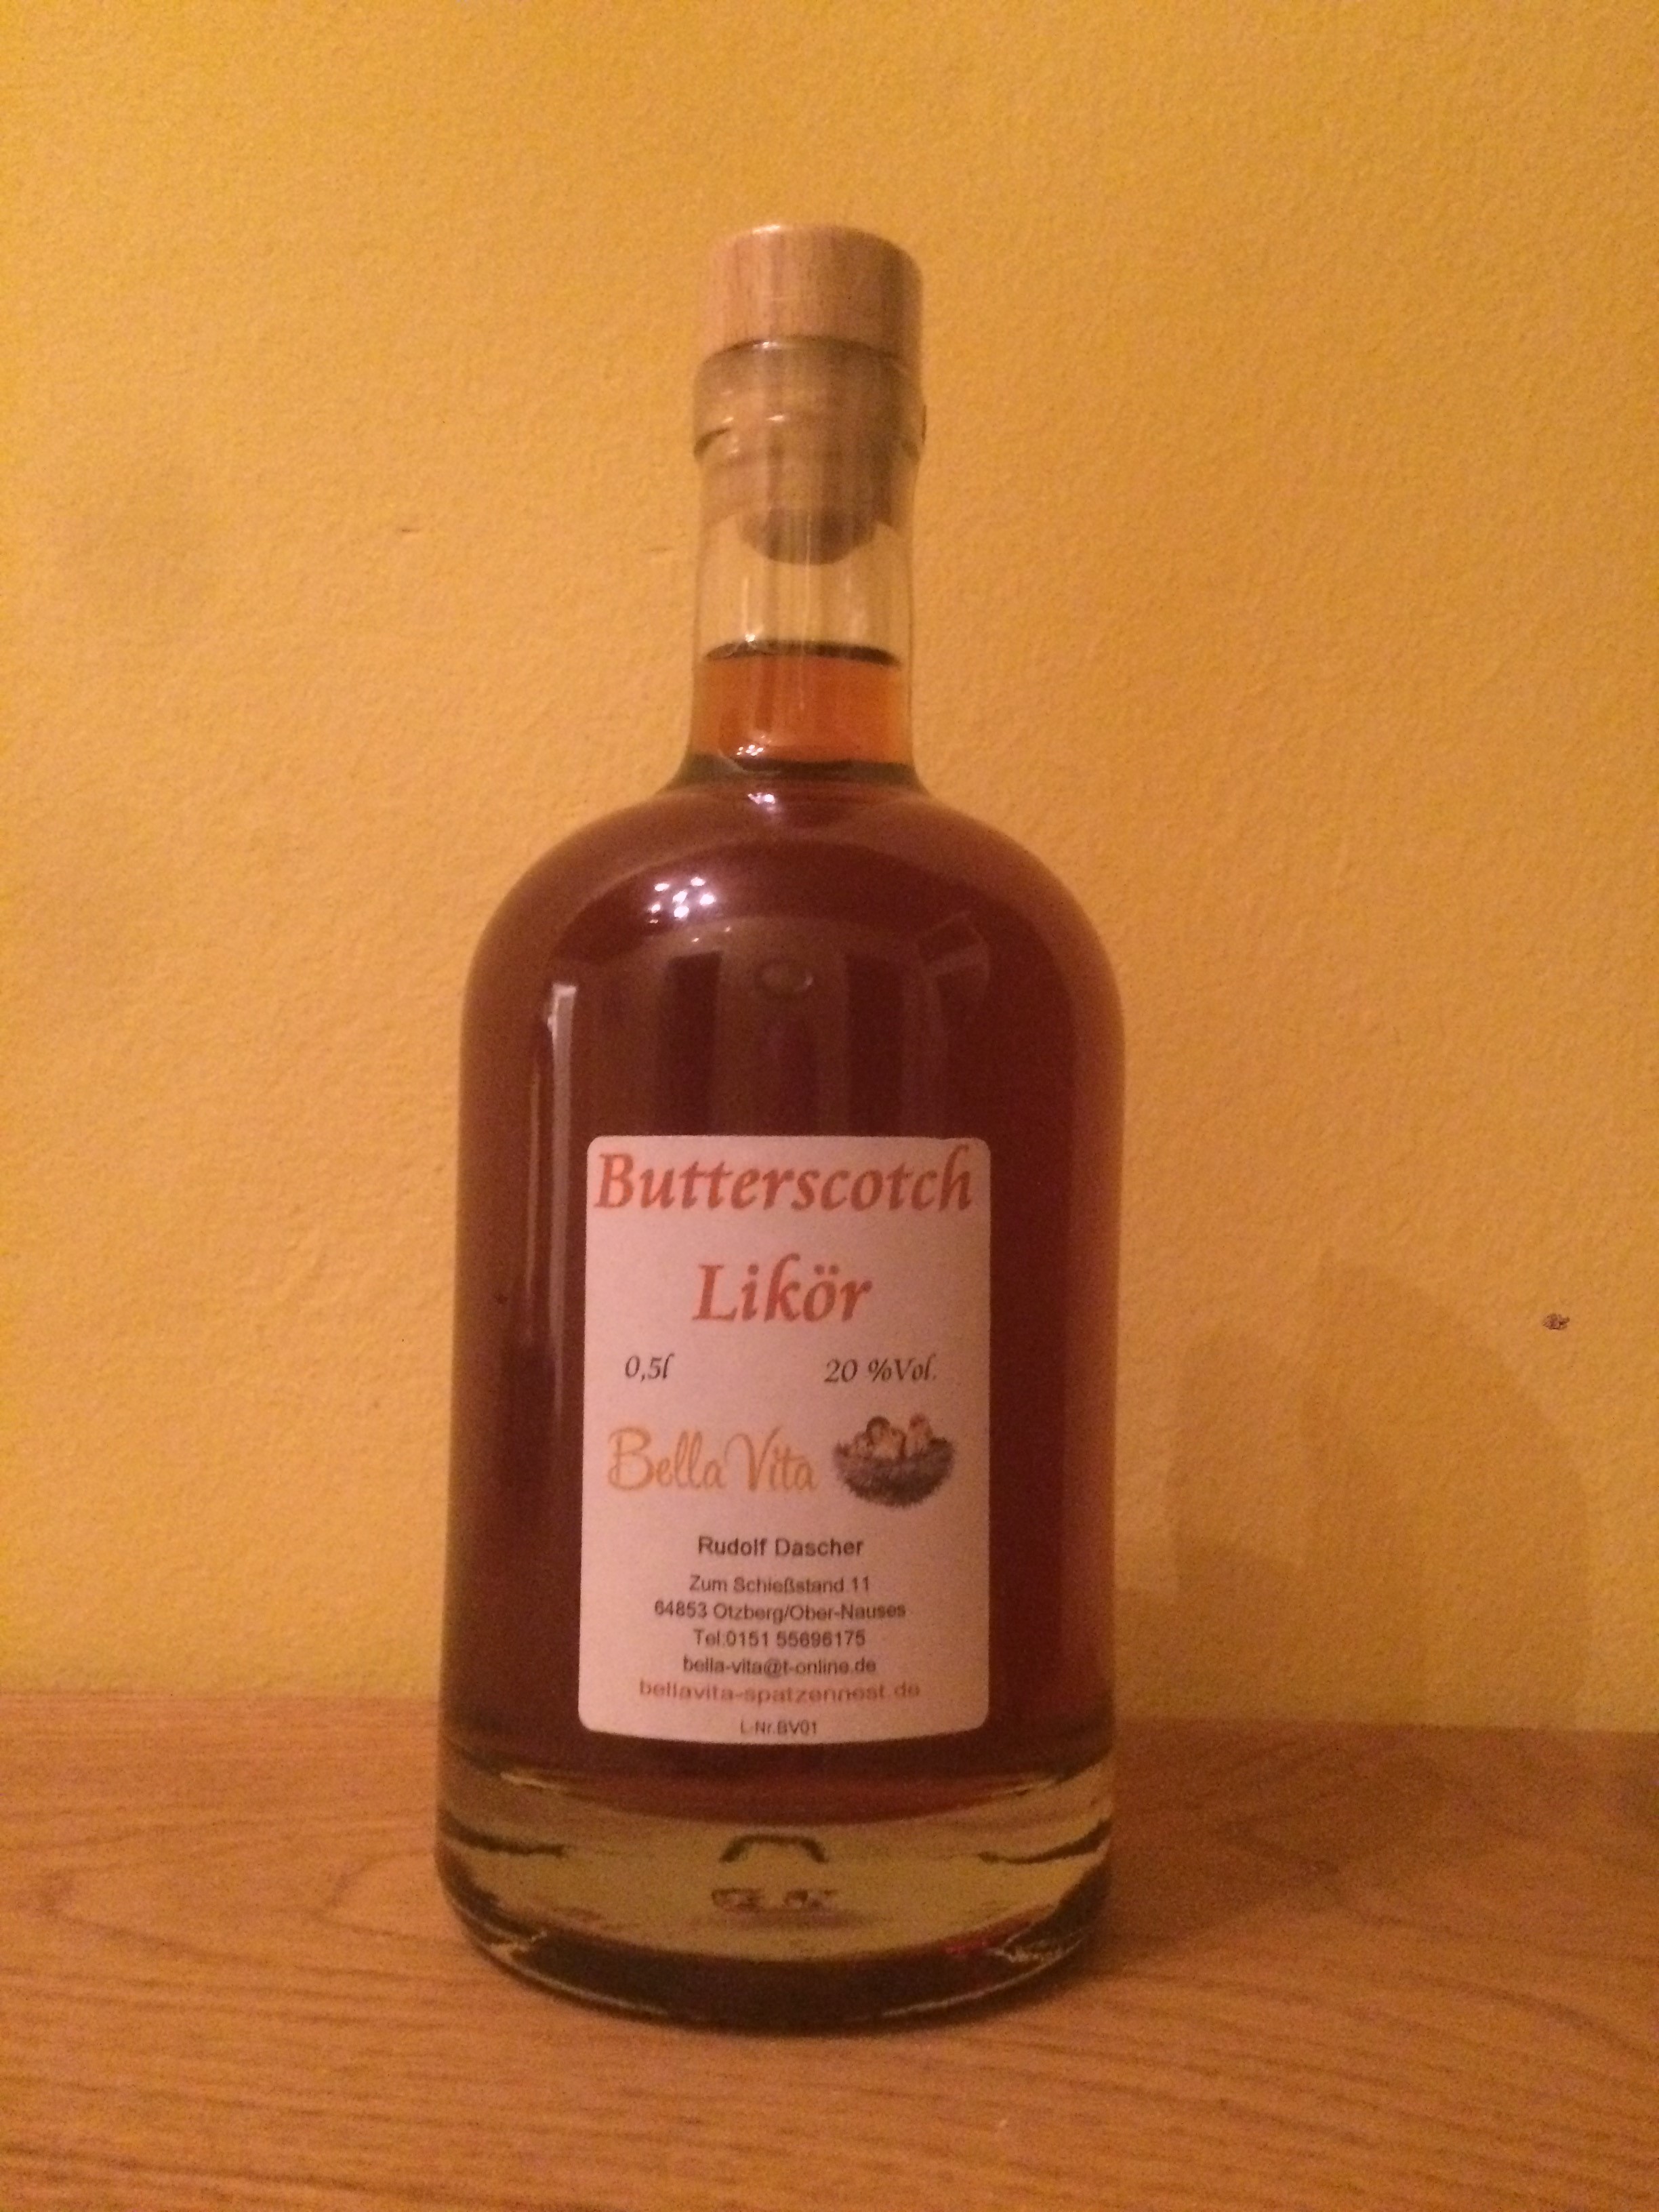 Butterscotch
Likör
0,5l 20 %Vol.
Bella Vita
Rudolf Dascher
Zum Schießstand 11
64853 Otzberg/Ober-Nauses
Tel:0151 55696175
bella-vita@t-online.de
bellavita-spatzennest.de
L-Nr.BV01